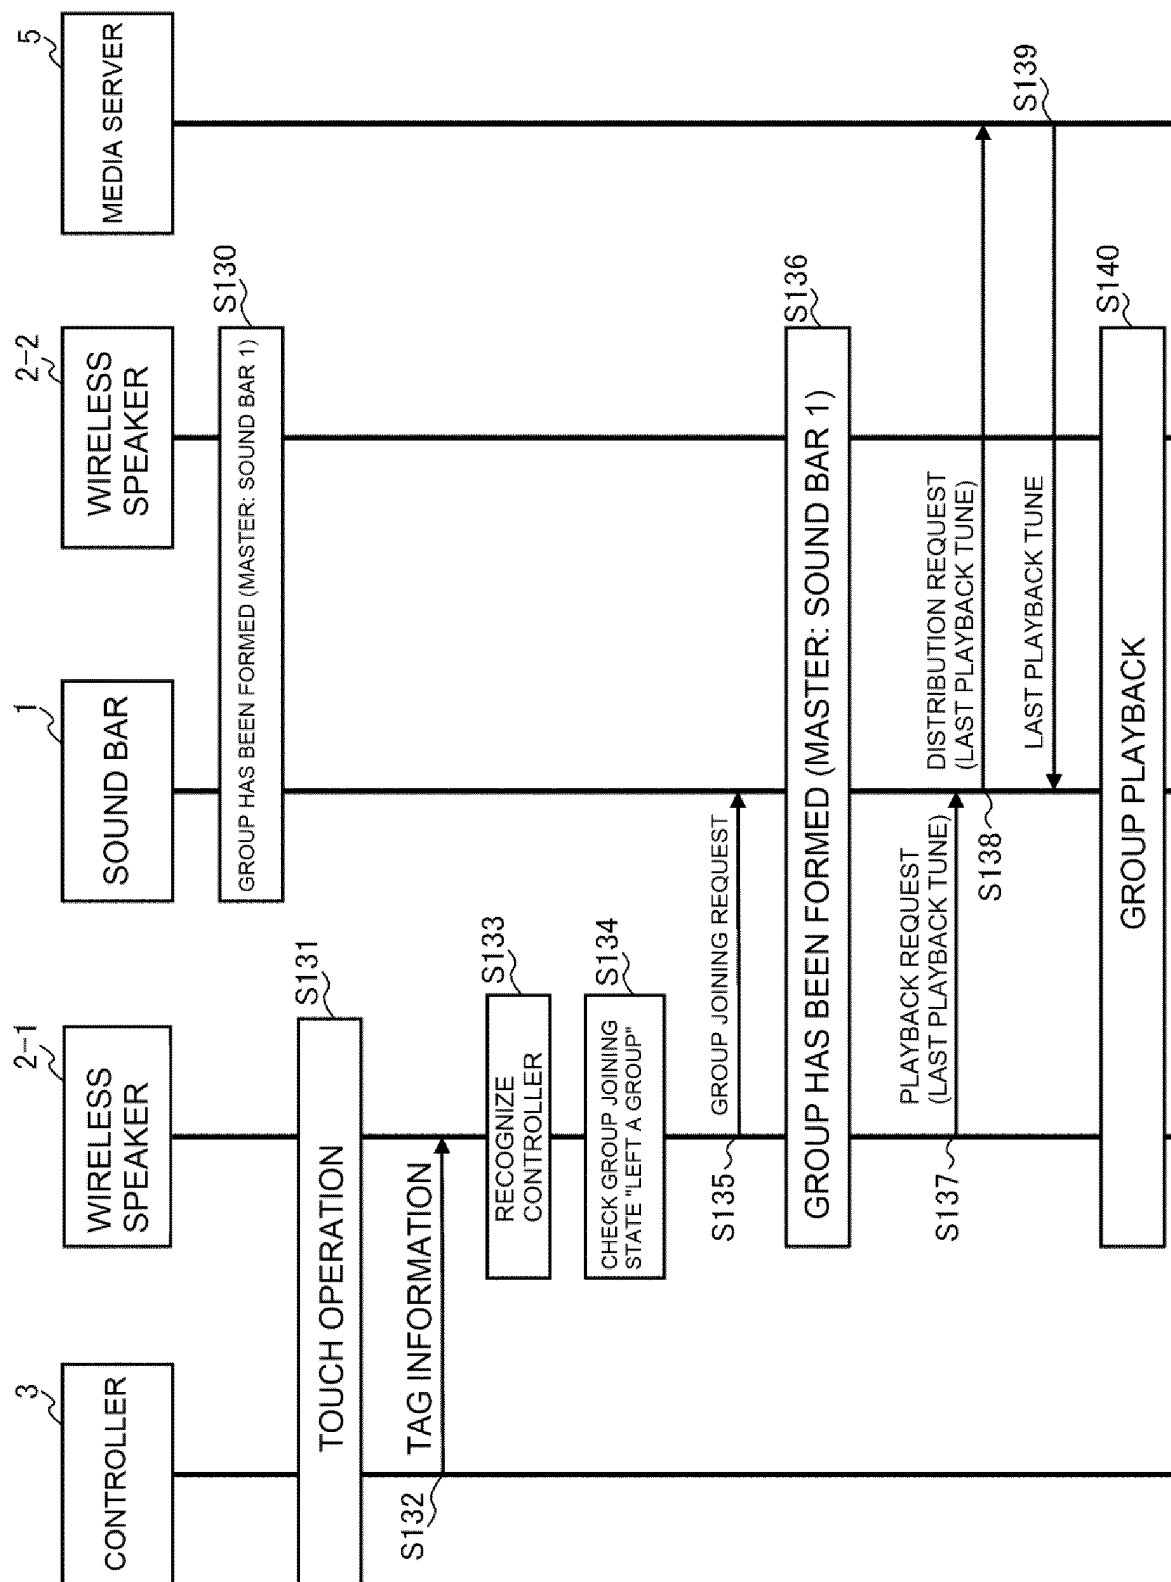 3
CONTROLLER
2-1
WIRELESS
SPEAKER
1
SOUND BAR
2-2
WIRELESS
SPEAKER
5
MEDIA SERVER
GROUP HAS BEEN FORMED (MASTER: SOUND BAR 1)
S130
TOUCH OPERATION
S131
S132
TAG INFORMATION
RECOGNIZE
CONTROLLER
S133
CHECK GROUP JOINING
STATE "LEFT A GROUP"
S134
S135
GROUP JOINING REQUEST
GROUP HAS BEEN FORMED (MASTER: SOUND BAR 1)
S136
S137
PLAYBACK REQUEST
(LAST PLAYBACK TUNE)
S138
DISTRIBUTION REQUEST
(LAST PLAYBACK TUNE)
LAST PLAYBACK TUNE
S139
GROUP PLAYBACK
S140